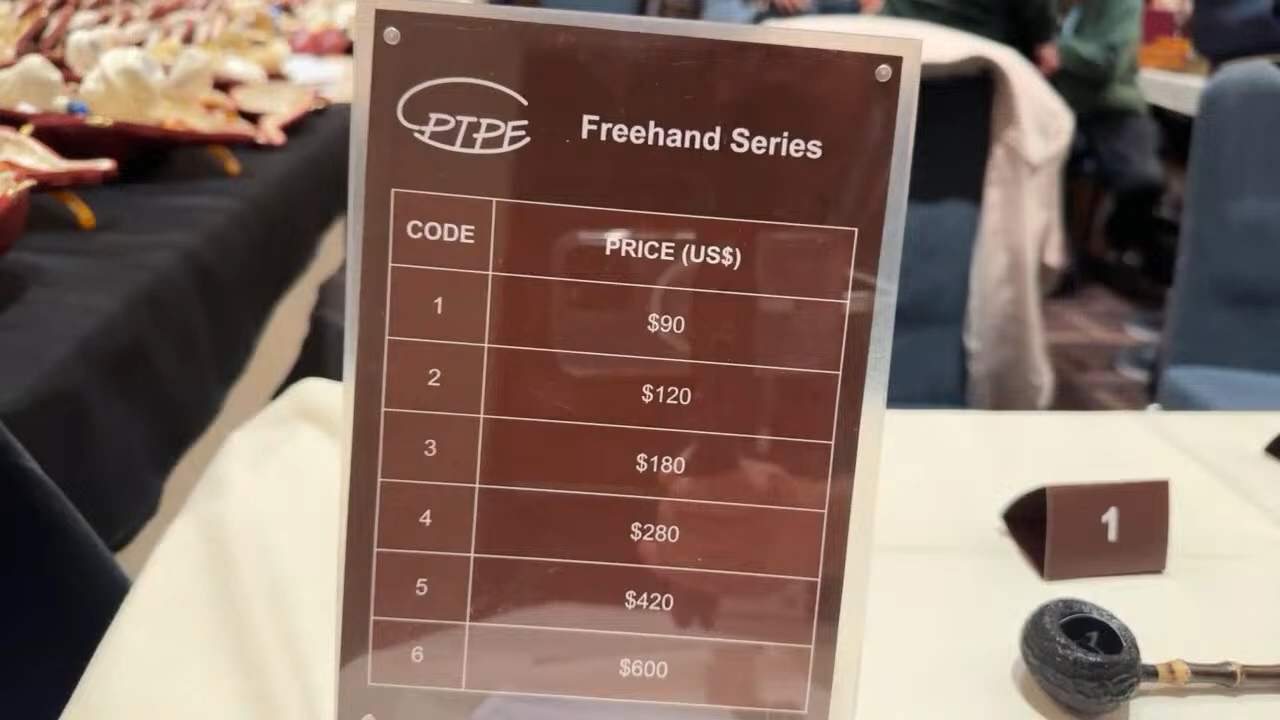 PIPE
Freehand Series
CODE PRICE (US$)
1 $90
2 $120
3 $180
4 $280
5 $420
6 $600
1